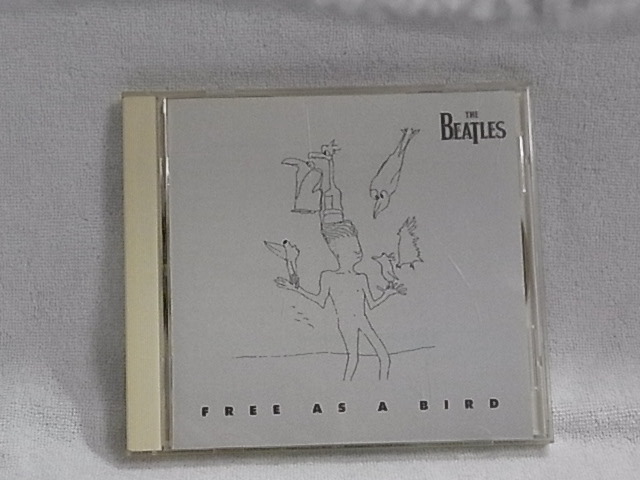 THE
BEATLES
FREE AS A BIRD